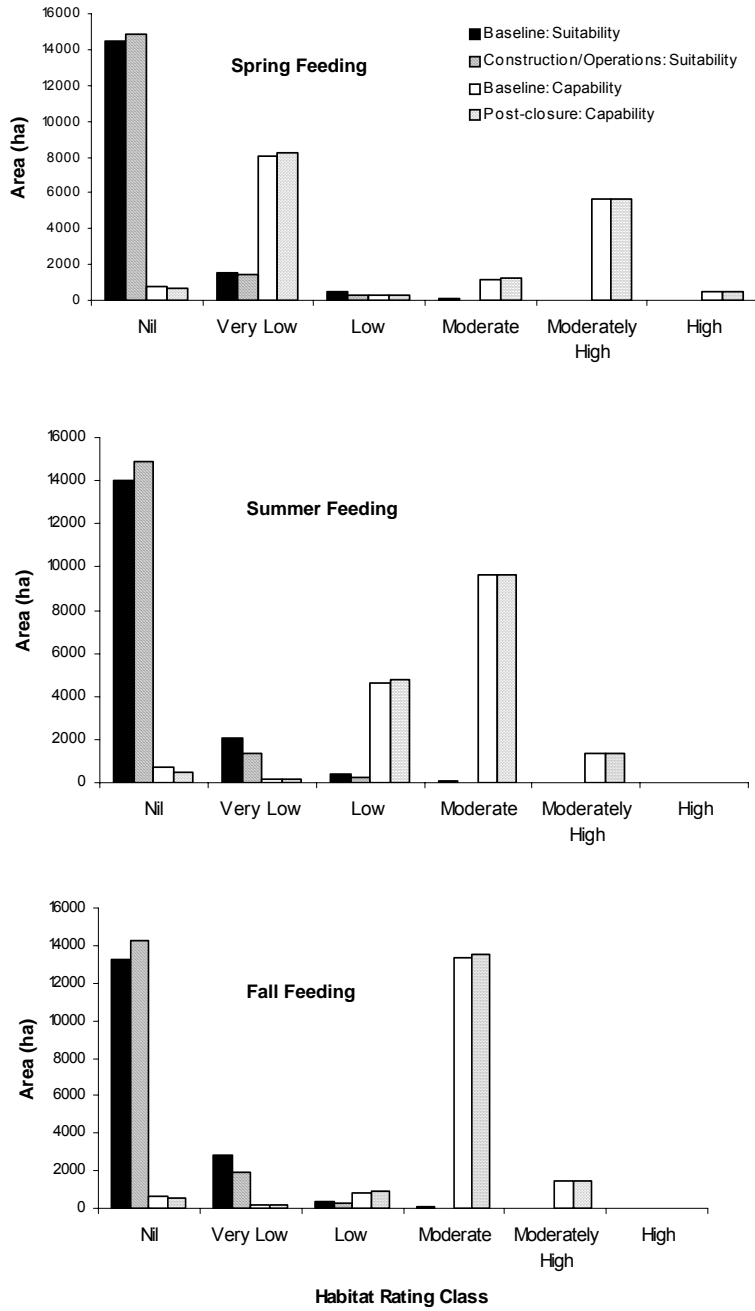 16000
14000
12000
10000
8000
6000
4000
2000
0
Area (ha)
Spring Feeding
Baseline: Suitability
Construction/Operations: Suitability
Baseline: Capability
Post-closure: Capability
Nil Very Low Low Moderate Moderately High High
16000
14000
12000
10000
8000
6000
4000
2000
0
Area (ha)
Summer Feeding
Nil Very Low Low Moderate Moderately High High
16000
14000
12000
10000
8000
6000
4000
2000
0
Area (ha)
Fall Feeding
Nil Very Low Low Moderate Moderately High High
Habitat Rating Class